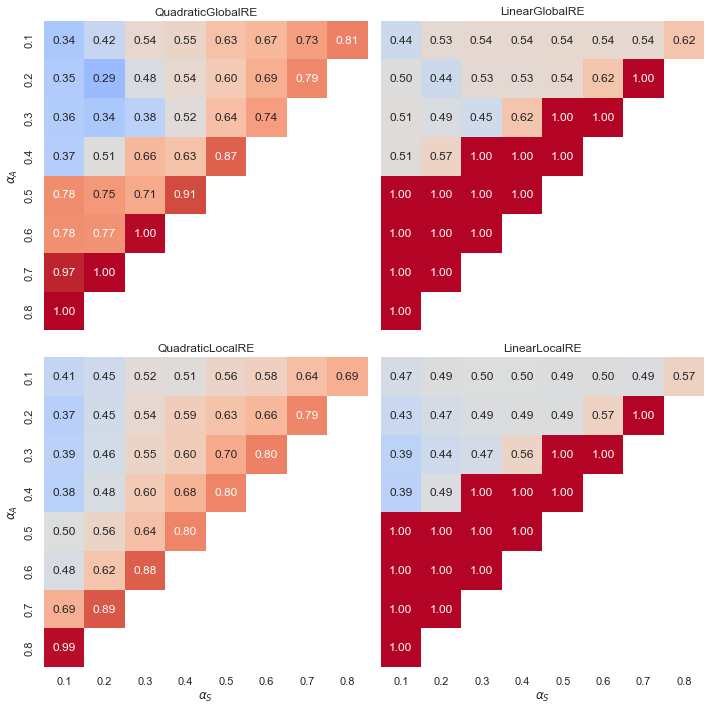 QuadraticGlobalRE
0.1 0.34 0.42 0.54 0.55 0.63 0.67 0.73 0.81
0.2 0.35 0.29 0.48 0.54 0.60 0.69 0.79
0.3 0.36 0.34 0.38 0.52 0.64 0.74
0.4 0.37 0.51 0.66 0.63 0.87
0.5 0.78 0.75 0.71 0.91
0.6 0.78 0.77 1.00
0.7 0.97 1.00
0.8 1.00
α_A
LinearGlobalRE
0.44 0.53 0.54 0.54 0.54 0.54 0.54 0.62
0.50 0.44 0.53 0.53 0.54 0.62 1.00
0.51 0.49 0.45 0.62 1.00 1.00
0.51 0.57 1.00 1.00 1.00
1.00 1.00 1.00 1.00
1.00 1.00 1.00
1.00 1.00
1.00
QuadraticLocalRE
0.1 0.41 0.45 0.52 0.51 0.56 0.58 0.64 0.69
0.2 0.37 0.45 0.54 0.59 0.63 0.66 0.79
0.3 0.39 0.46 0.55 0.60 0.70 0.80
0.4 0.38 0.48 0.60 0.68 0.80
0.5 0.50 0.56 0.64 0.80
0.6 0.48 0.62 0.88
0.7 0.69 0.89
0.8 0.99
α_A
0.1 0.2 0.3 0.4 0.5 0.6 0.7 0.8
α_S
LinearLocalRE
0.47 0.49 0.50 0.50 0.49 0.50 0.49 0.57
0.43 0.47 0.49 0.49 0.49 0.57 1.00
0.39 0.44 0.47 0.56 1.00 1.00
0.39 0.49 1.00 1.00 1.00
1.00 1.00 1.00 1.00
1.00 1.00 1.00
1.00 1.00
1.00
0.1 0.2 0.3 0.4 0.5 0.6 0.7 0.8
α_S